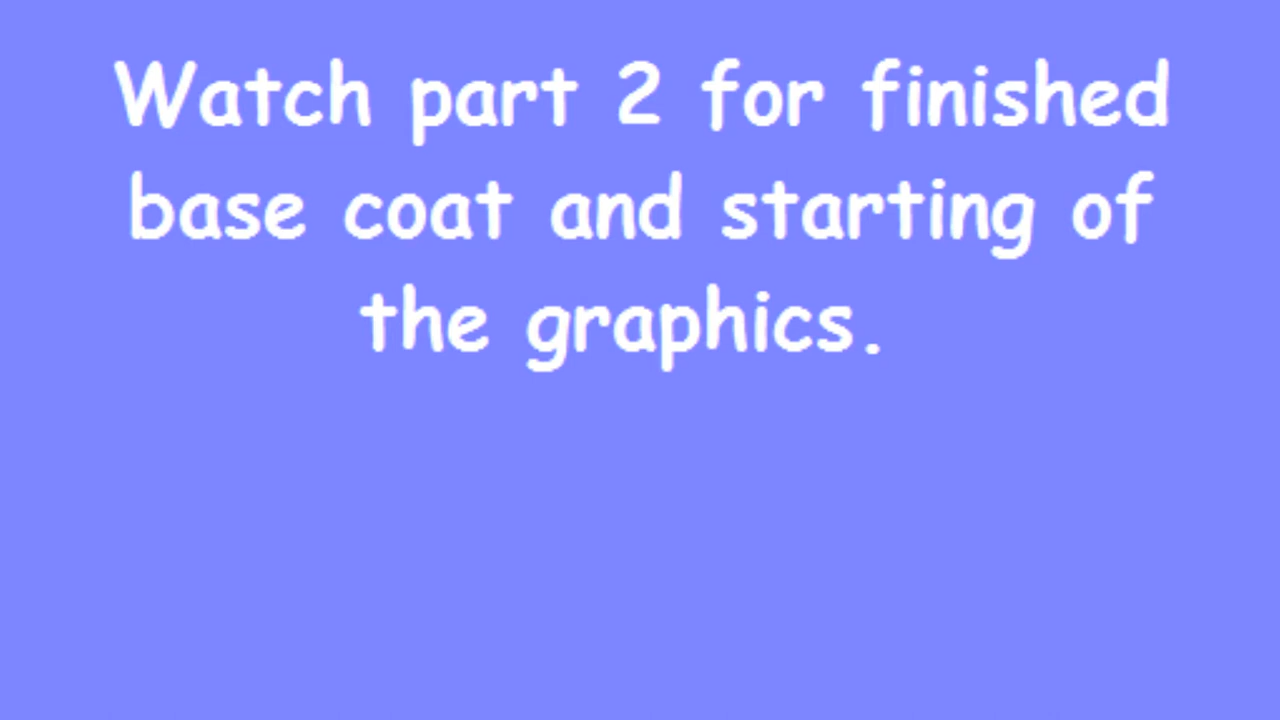 Watch part 2 for finished
base coat and starting of
the graphics.